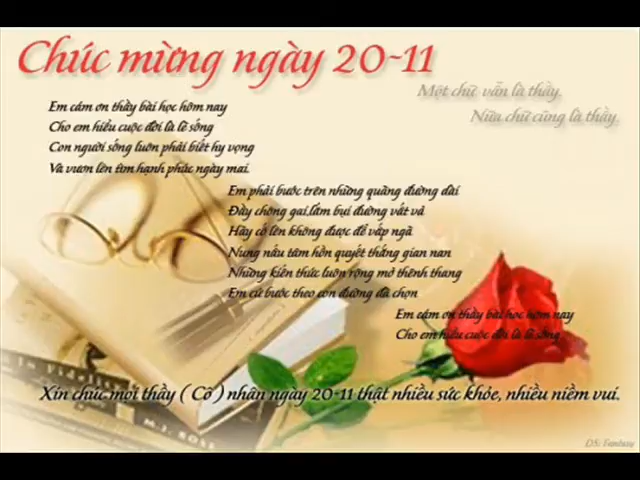 Chúc mừng ngày 20-11
Một chữ vẫn là thầy.
Nửa chữ cũng là thầy.
Em cám ơn thầy bài học hôm nay
Cho em hiểu cuộc đời là lẽ sống
Con người sống luôn phải biết hy vọng
Và vươn lên tìm hạnh phúc ngày mai.
Em phải bước trên những quãng đường dài
Đầy chông gai,lấm bụi đường vất vả
Hãy cố lên không được để vấp ngã
Nung nấu tâm hồn quyết thắng gian nan
Những kiến thức luôn rộng mở thênh thang
Em cứ bước theo con đường đã chọn
Em cám ơn thầy bài học hôm nay
Cho em hiểu cuộc đời là lẽ sống
Xin chúc mọi thầy ( Cô ) nhân ngày 20-11 thật nhiều sức khỏe, nhiều niềm vui.
M.J. ROSE
DS: Fantasy